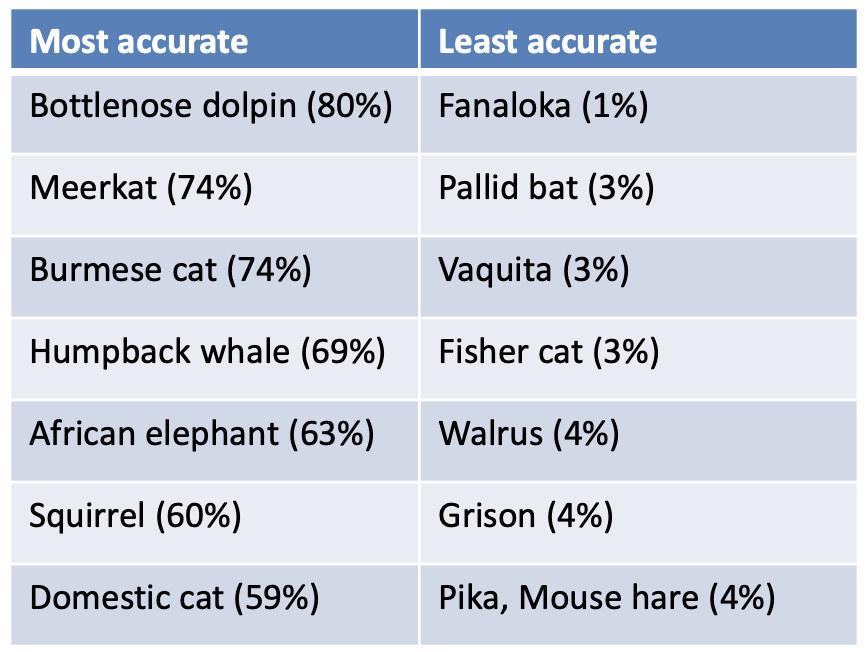 Most accurate Least accurate
Bottlenose dolpin (80%) Fanaloka (1%)
Meerkat (74%) Pallid bat (3%)
Burmese cat (74%) Vaquita (3%)
Humpback whale (69%) Fisher cat (3%)
African elephant (63%) Walrus (4%)
Squirrel (60%) Grison (4%)
Domestic cat (59%) Pika, Mouse hare (4%)